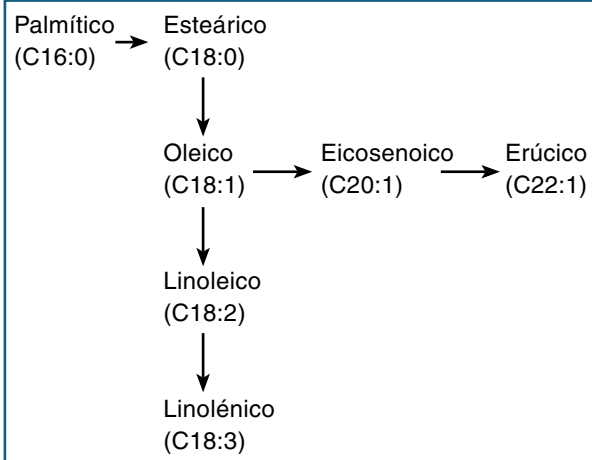 Palmítico
(C16:0)
Esteárico
(C18:0)
Oleico
(C18:1)
Eicosenoico
(C20:1)
Erúcico
(C22:1)
Linoleico
(C18:2)
Linolénico
(C18:3)